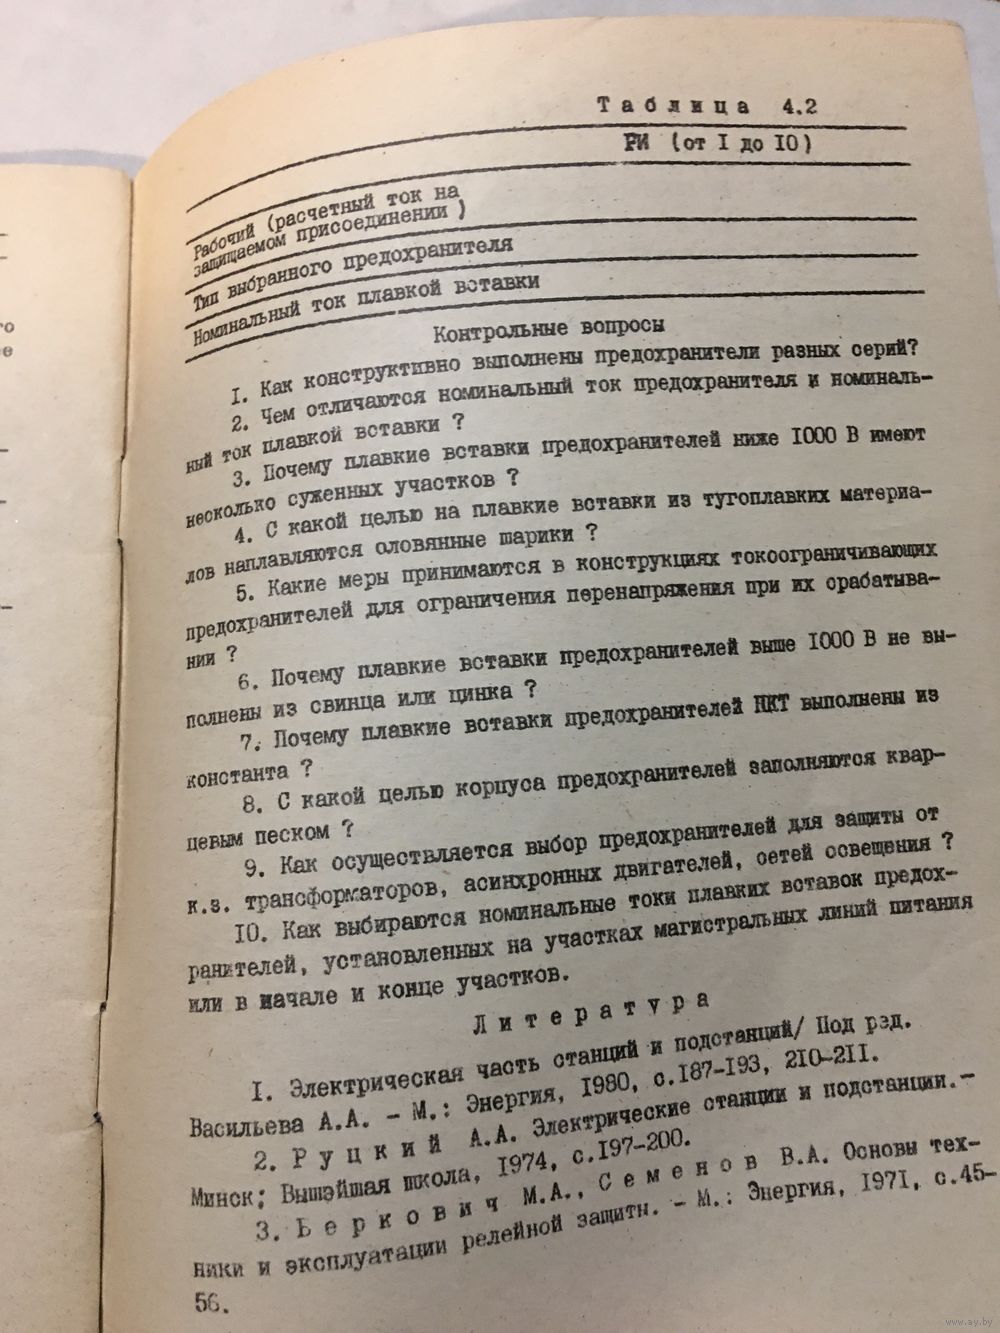 Таблица 4.2
РИ (от I до IO)
Рабочий (расчетный ток на
защищаемом присоединении )
Тип выбранного предохранителя
Номинальный ток плавкой вставки
Контрольные вопросы
I. Как конструктивно выполнены предохранители разных серий?
2. Чем отличаются номинальный ток предохранителя и номиналь-
ный ток плавкой вставки ?
3. Почему плавкие вставки предохранителей ниже I000 В имеют
несколько суженных участков ?
4. С какой целью на плавкие вставки из тугоплавких материа-
лов наплавляются оловянные шарики ?
5. Какие меры принимаются в конструкциях токоограничивающих
предохранителей для ограничения перенапряжения при их срабатыва-
нии ?
6. Почему плавкие вставки предохранителей выше I000 В не вы-
полнены из свинца или цинка ?
7. Почему плавкие вставки предохранителей ПКТ выполнены из
константа ?
8. С какой целью корпуса предохранителей заполняются квар-
цевым песком ?
9. Как осуществляется выбор предохранителей для защиты от
к.з. трансформаторов, асинхронных двигателей, сетей освещения ?
IO. Как выбираются номинальные токи плавких вставок предох-
ранителей, установленных на участках магистральных линий питания
или в начале и конце участков.
Литература
I. Электрическая часть станций и подстанций/ Под рэд.
Васильева А.А. - М.: Энергия, I980, с.I87-I93, 2IO-2II.
2. Руцкий А.А. Электрические станции и подстанции.-
Минск; Вышэйшая школа, I974, с.I97-200.
3. Беркович М.А., Семенов В.А. Основы тех-
ники и эксплуатации релейной защиты. - М.: Энергия, I97I, с.45-
56.
го
е
www.ay.by